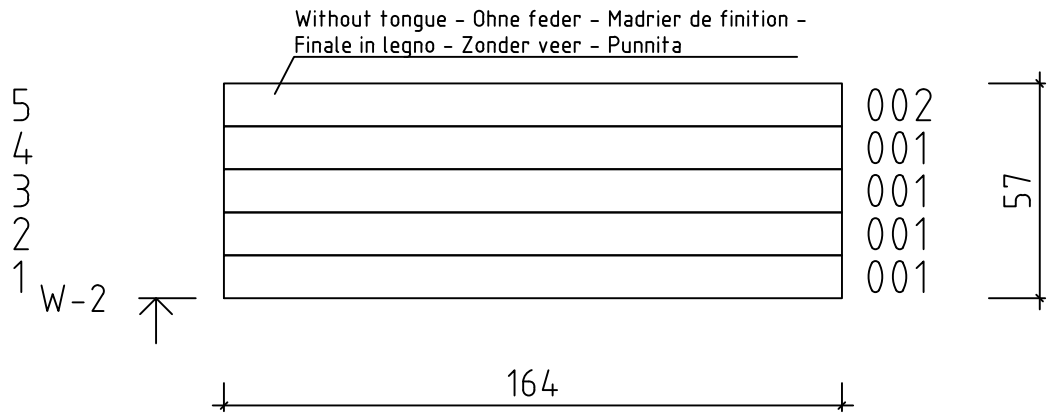 Without tongue - Ohne feder - Madrier de finition -
Finale in legno - Zonder veer - Punnita
5 002
4 001
3 001
2 001
1 001
W-2
57
164